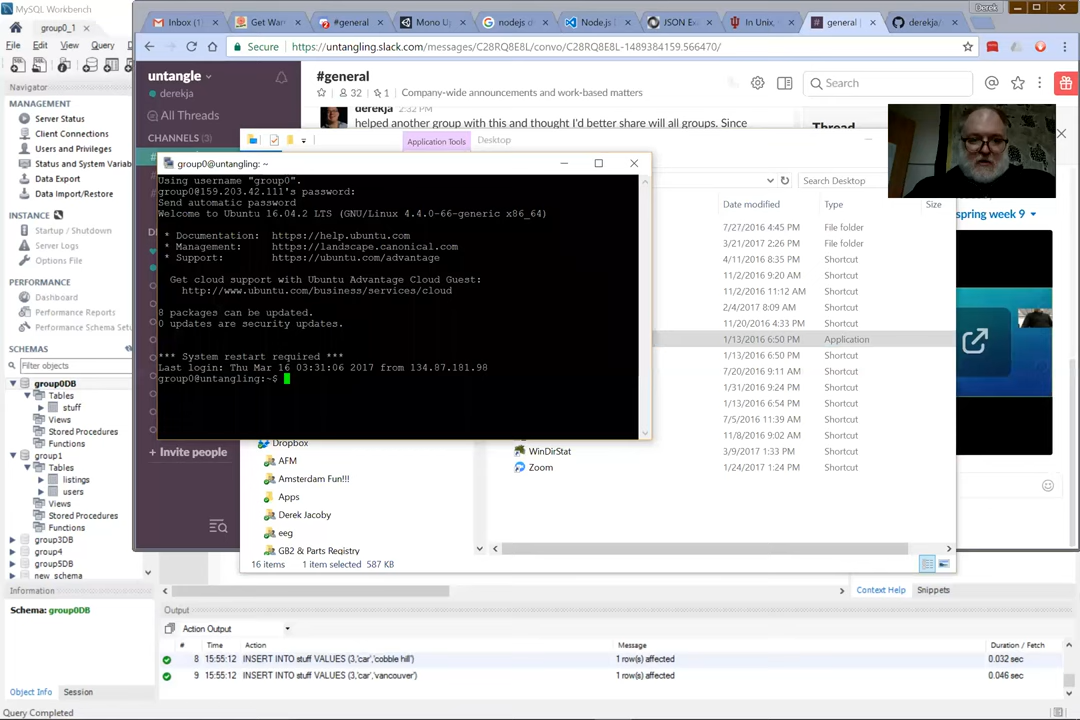 MySQL Workbench
group0_1
File Edit View Query
Navigator
MANAGEMENT
Server Status
Client Connections
Users and Privileges
Status and System Varia
Data Export
Data Import/Restore
INSTANCE
Startup / Shutdown
Server Logs
Options File
PERFORMANCE
Dashboard
Performance Reports
Performance Schema Setu
SCHEMAS
Filter objects
group0DB
Tables
stuff
Views
Stored Procedures
Functions
group1
Tables
listings
users
Views
Stored Procedures
Functions
group3DB
group4
group5DB
new_schema
Information
Schema: group0DB
Object Info Session
Query Completed
Inbox (1
Get War
#general
Mono U
nodejs d
Node.js
JSON Ex
In Unix,
general
derekja/
Derek
Secure https://untangling.slack.com/messages/C28RQ8E8L/convo/C28RQ8E8L-1489384159.566470/
untangle
derekja
All Threads
CHANNELS (3)
+ Invite people
#general
32 1 Company-wide announcements and work-based matters
Search
derekja 2:32 PM
helped another group with this and thought I'd better share will all groups. Since
Thread
spring week 9
Application Tools
Desktop
Search Desktop
Date modified Type Size
7/27/2016 4:45 PM File folder
3/21/2017 2:26 PM File folder
4/11/2016 8:35 PM Shortcut
11/2/2016 9:20 AM Shortcut
11/2/2016 11:12 AM Shortcut
2/4/2017 8:09 AM Shortcut
11/20/2016 4:33 PM Shortcut
1/13/2016 6:50 PM Application
1/13/2016 6:50 PM Shortcut
7/20/2016 9:11 AM Shortcut
1/31/2016 9:24 PM Shortcut
1/13/2016 6:54 PM Shortcut
7/5/2016 11:39 AM Shortcut
11/8/2016 9:02 AM Shortcut
WinDirStat 3/9/2017 1:33 PM Shortcut
Zoom 1/24/2017 1:24 PM Shortcut
Dropbox
AFM
Amsterdam Fun!!!
Apps
Derek Jacoby
eeg
GB2 & Parts Registry
16 items 1 item selected 587 KB
group0@untangling: ~
Using username "group0".
group0@159.203.42.111's password:
Send automatic password
Welcome to Ubuntu 16.04.2 LTS (GNU/Linux 4.4.0-66-generic x86_64)
* Documentation: https://help.ubuntu.com
* Management: https://landscape.canonical.com
* Support: https://ubuntu.com/advantage
Get cloud support with Ubuntu Advantage Cloud Guest:
http://www.ubuntu.com/business/services/cloud
8 packages can be updated.
0 updates are security updates.
*** System restart required ***
Last login: Thu Mar 16 03:31:06 2017 from 134.87.181.98
group0@untangling:~$
Context Help Snippets
Output
Action Output
# Time Action Message Duration / Fetch
8 15:55:12 INSERT INTO stuff VALUES (3,'car','cobble hill') 1 row(s) affected 0.032 sec
9 15:55:12 INSERT INTO stuff VALUES (3,'car','vancouver') 1 row(s) affected 0.046 sec